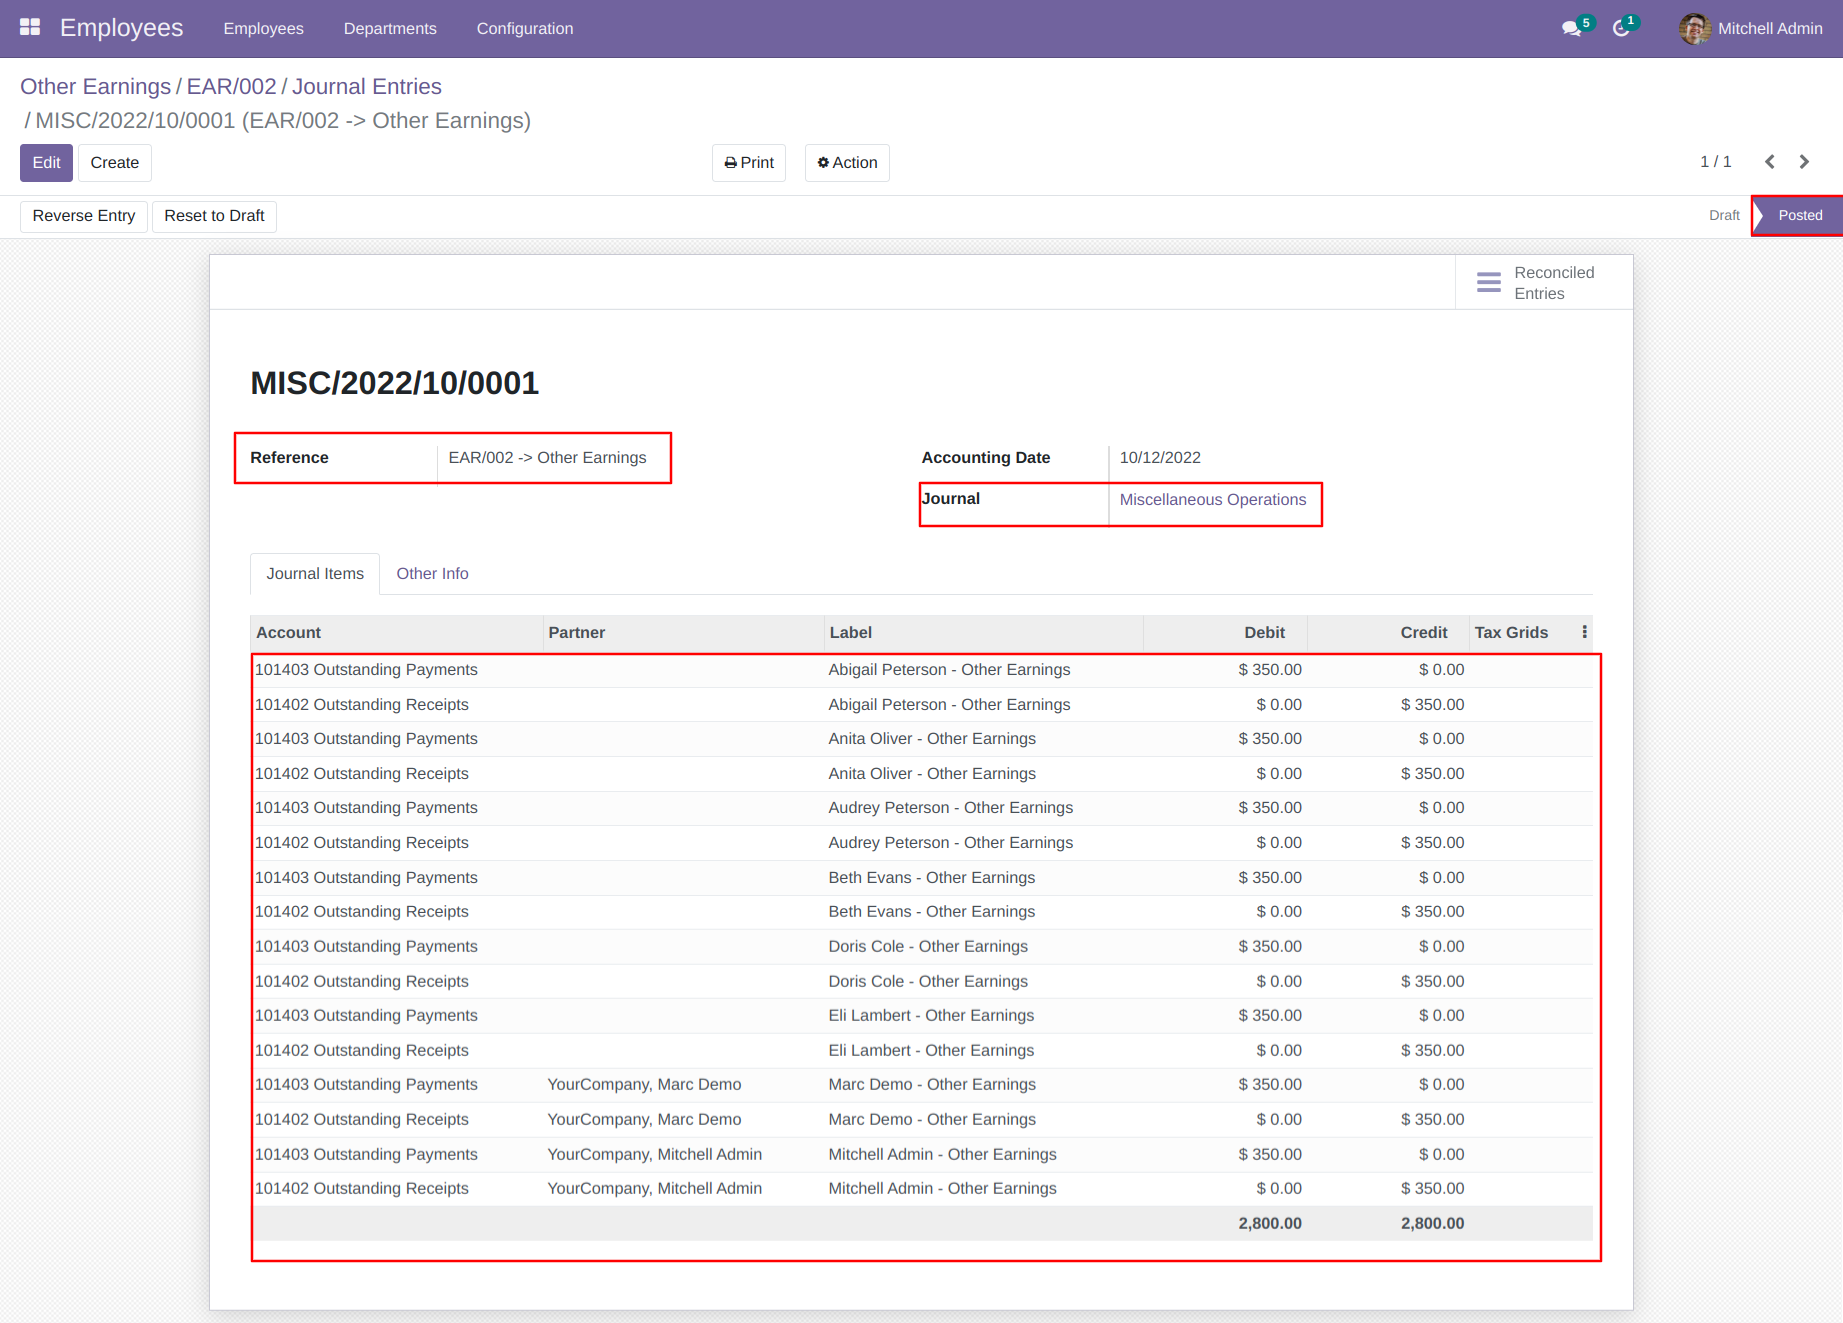 Employees Employees Departments Configuration 5 1 Mitchell Admin
Other Earnings / EAR/002 / Journal Entries
/ MISC/2022/10/0001 (EAR/002 -> Other Earnings)
Edit Create Print Action 1 / 1
Reverse Entry Reset to Draft Draft Posted
Reconciled
Entries
MISC/2022/10/0001
Reference EAR/002 -> Other Earnings Accounting Date 10/12/2022
Journal Miscellaneous Operations
Journal Items Other Info
Account Partner Label Debit Credit Tax Grids
101403 Outstanding Payments Abigail Peterson - Other Earnings $ 350.00 $ 0.00
101402 Outstanding Receipts Abigail Peterson - Other Earnings $ 0.00 $ 350.00
101403 Outstanding Payments Anita Oliver - Other Earnings $ 350.00 $ 0.00
101402 Outstanding Receipts Anita Oliver - Other Earnings $ 0.00 $ 350.00
101403 Outstanding Payments Audrey Peterson - Other Earnings $ 350.00 $ 0.00
101402 Outstanding Receipts Audrey Peterson - Other Earnings $ 0.00 $ 350.00
101403 Outstanding Payments Beth Evans - Other Earnings $ 350.00 $ 0.00
101402 Outstanding Receipts Beth Evans - Other Earnings $ 0.00 $ 350.00
101403 Outstanding Payments Doris Cole - Other Earnings $ 350.00 $ 0.00
101402 Outstanding Receipts Doris Cole - Other Earnings $ 0.00 $ 350.00
101403 Outstanding Payments Eli Lambert - Other Earnings $ 350.00 $ 0.00
101402 Outstanding Receipts Eli Lambert - Other Earnings $ 0.00 $ 350.00
101403 Outstanding Payments YourCompany, Marc Demo Marc Demo - Other Earnings $ 350.00 $ 0.00
101402 Outstanding Receipts YourCompany, Marc Demo Marc Demo - Other Earnings $ 0.00 $ 350.00
101403 Outstanding Payments YourCompany, Mitchell Admin Mitchell Admin - Other Earnings $ 350.00 $ 0.00
101402 Outstanding Receipts YourCompany, Mitchell Admin Mitchell Admin - Other Earnings $ 0.00 $ 350.00
2,800.00 2,800.00